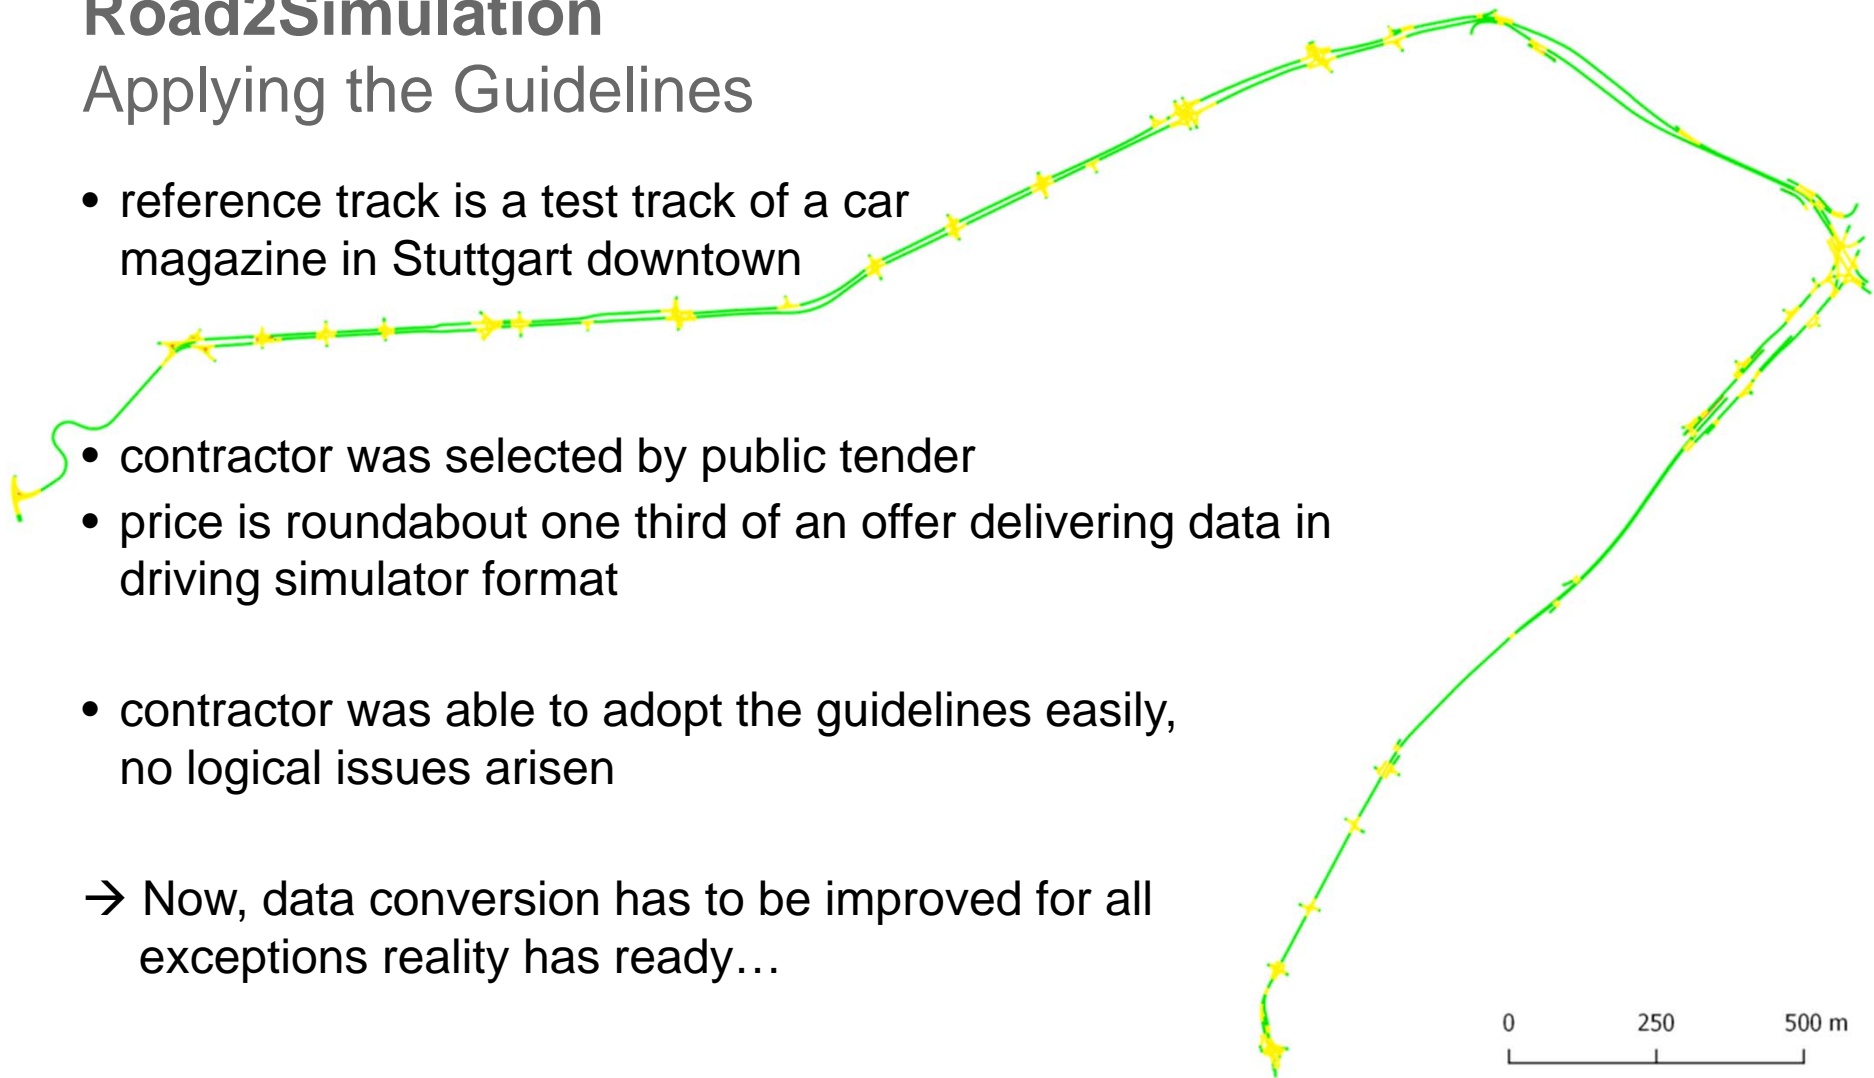 Road2Simulation
Applying the Guidelines
• reference track is a test track of a car
magazine in Stuttgart downtown
• contractor was selected by public tender
• price is roundabout one third of an offer delivering data in
driving simulator format
• contractor was able to adopt the guidelines easily,
no logical issues arisen
→ Now, data conversion has to be improved for all
exceptions reality has ready…
0 250 500 m